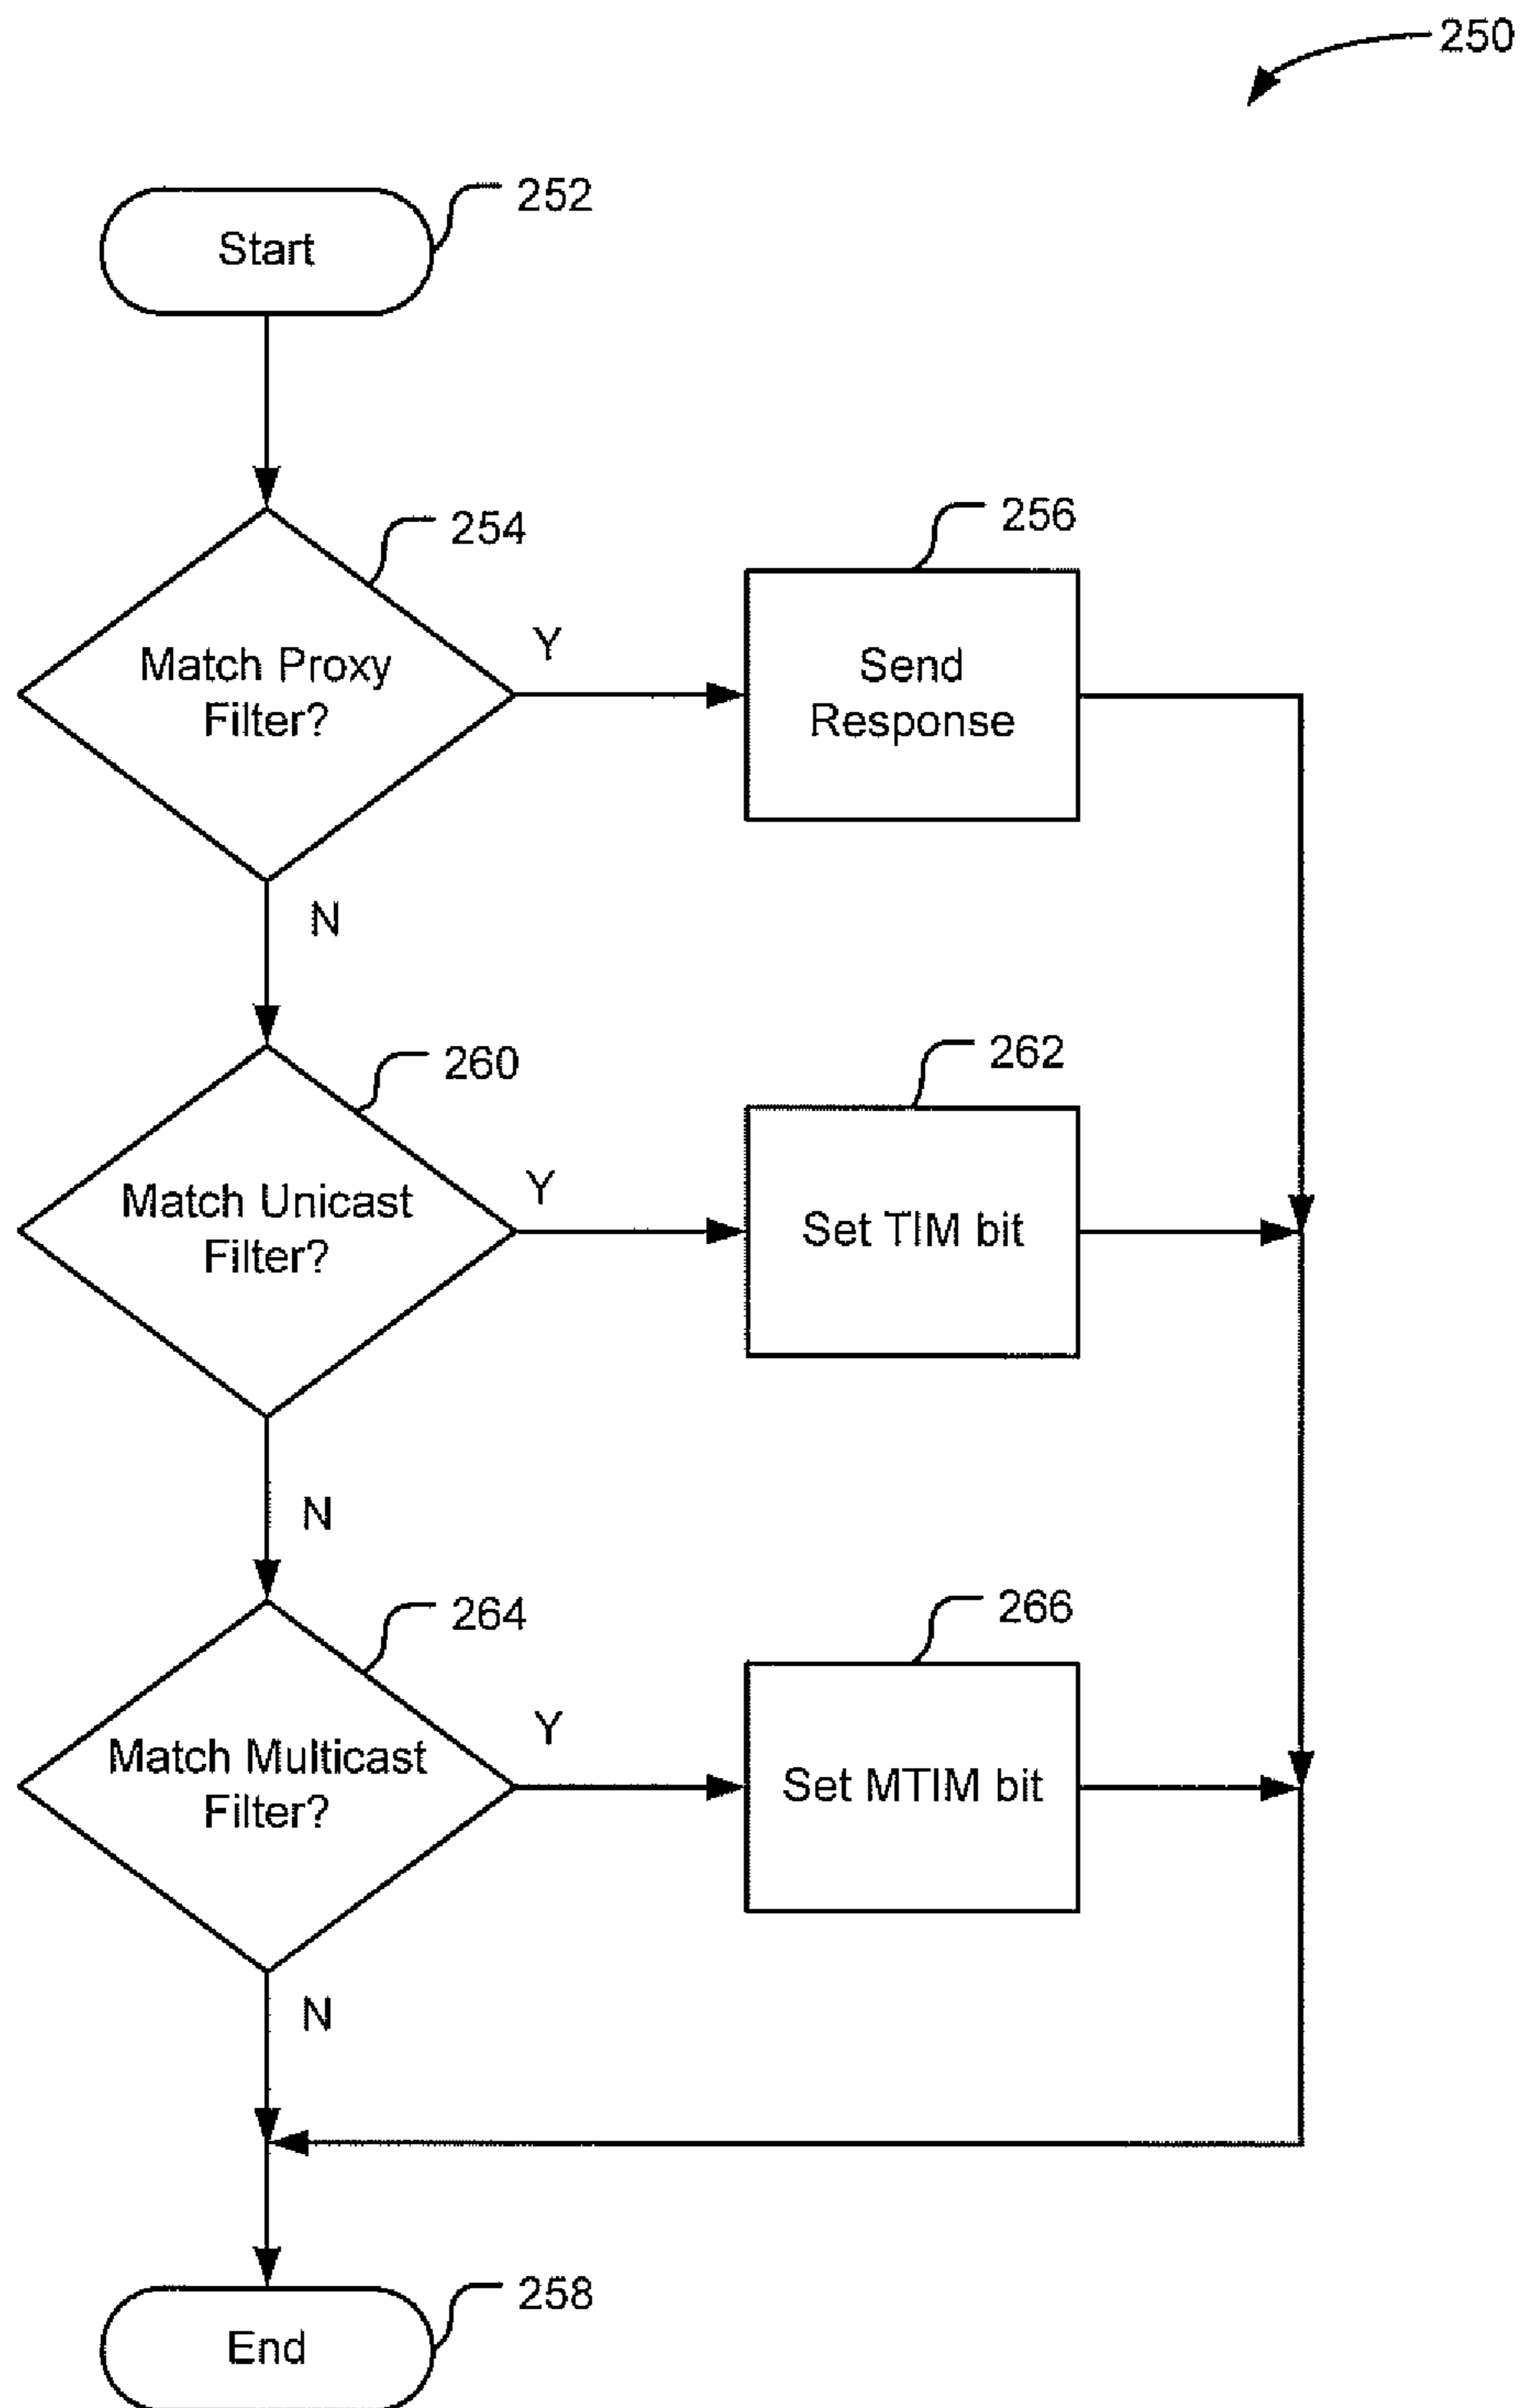 250
252
Start
254
256
Match Proxy
Filter?
Y
Send
Response
N
260
262
Match Unicast
Filter?
Y
Set TIM bit
N
264
266
Match Multicast
Filter?
Y
Set MTIM bit
N
258
End